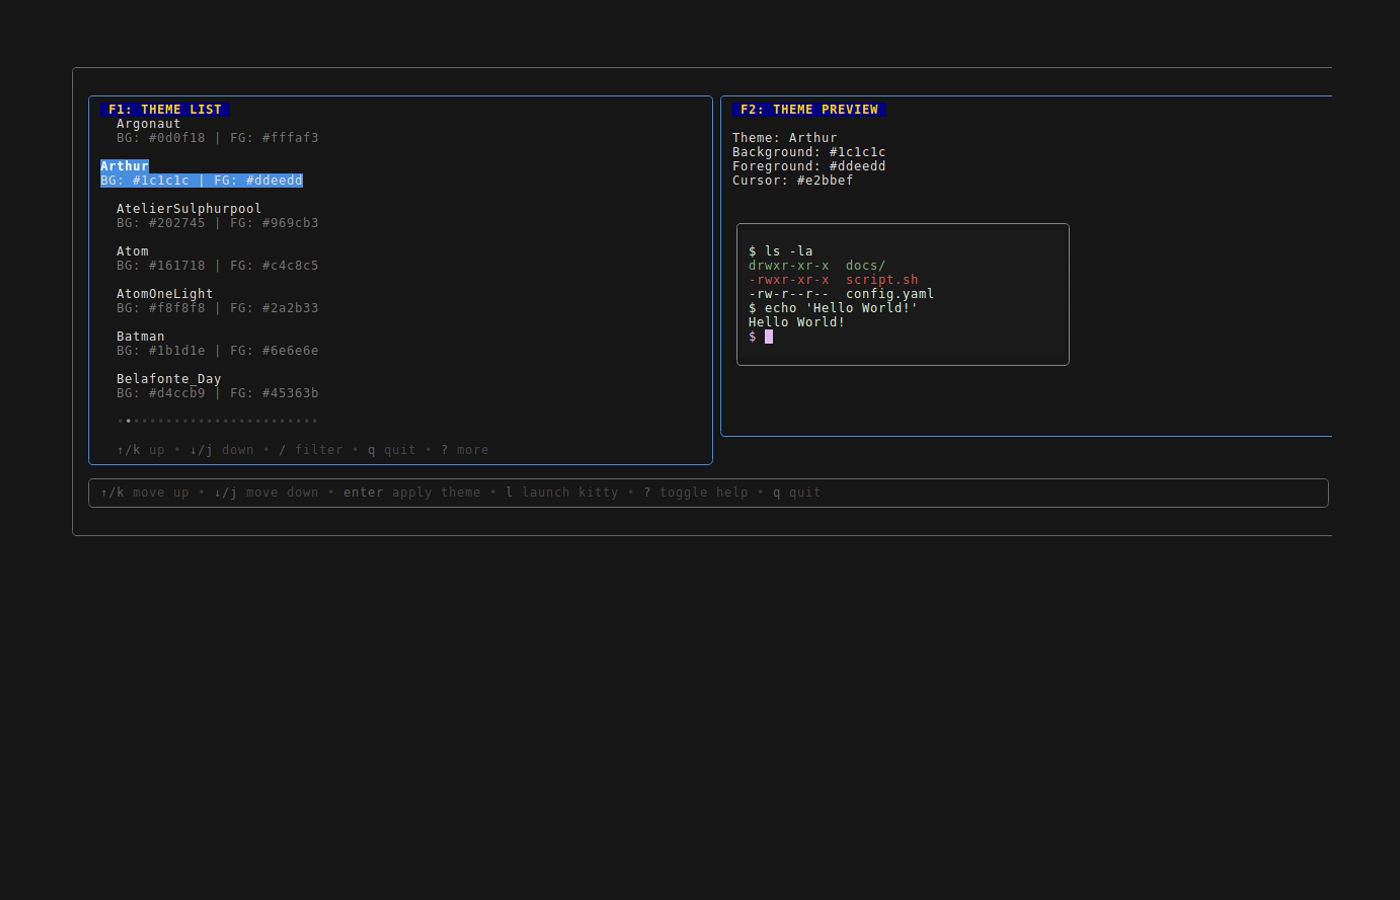 F1: THEME LIST
Argonaut
BG: #0d0f18 | FG: #fffaf3
Arthur
BG: #1c1c1c | FG: #ddeedd
AtelierSulphurpool
BG: #202745 | FG: #969cb3
Atom
BG: #161718 | FG: #c4c8c5
AtomOneLight
BG: #f8f8f8 | FG: #2a2b33
Batman
BG: #1b1d1e | FG: #6e6e6e
Belafonte_Day
BG: #d4ccb9 | FG: #45363b
•••••••••••••••••••••••••
↑/k up • ↓/j down • / filter • q quit • ? more
F2: THEME PREVIEW
Theme: Arthur
Background: #1c1c1c
Foreground: #ddeedd
Cursor: #e2bbef
$ ls -la
drwxr-xr-x  docs/
-rwxr-xr-x  script.sh
-rw-r--r--  config.yaml
$ echo 'Hello World!'
Hello World!
$
↑/k move up • ↓/j move down • enter apply theme • l launch kitty • ? toggle help • q quit